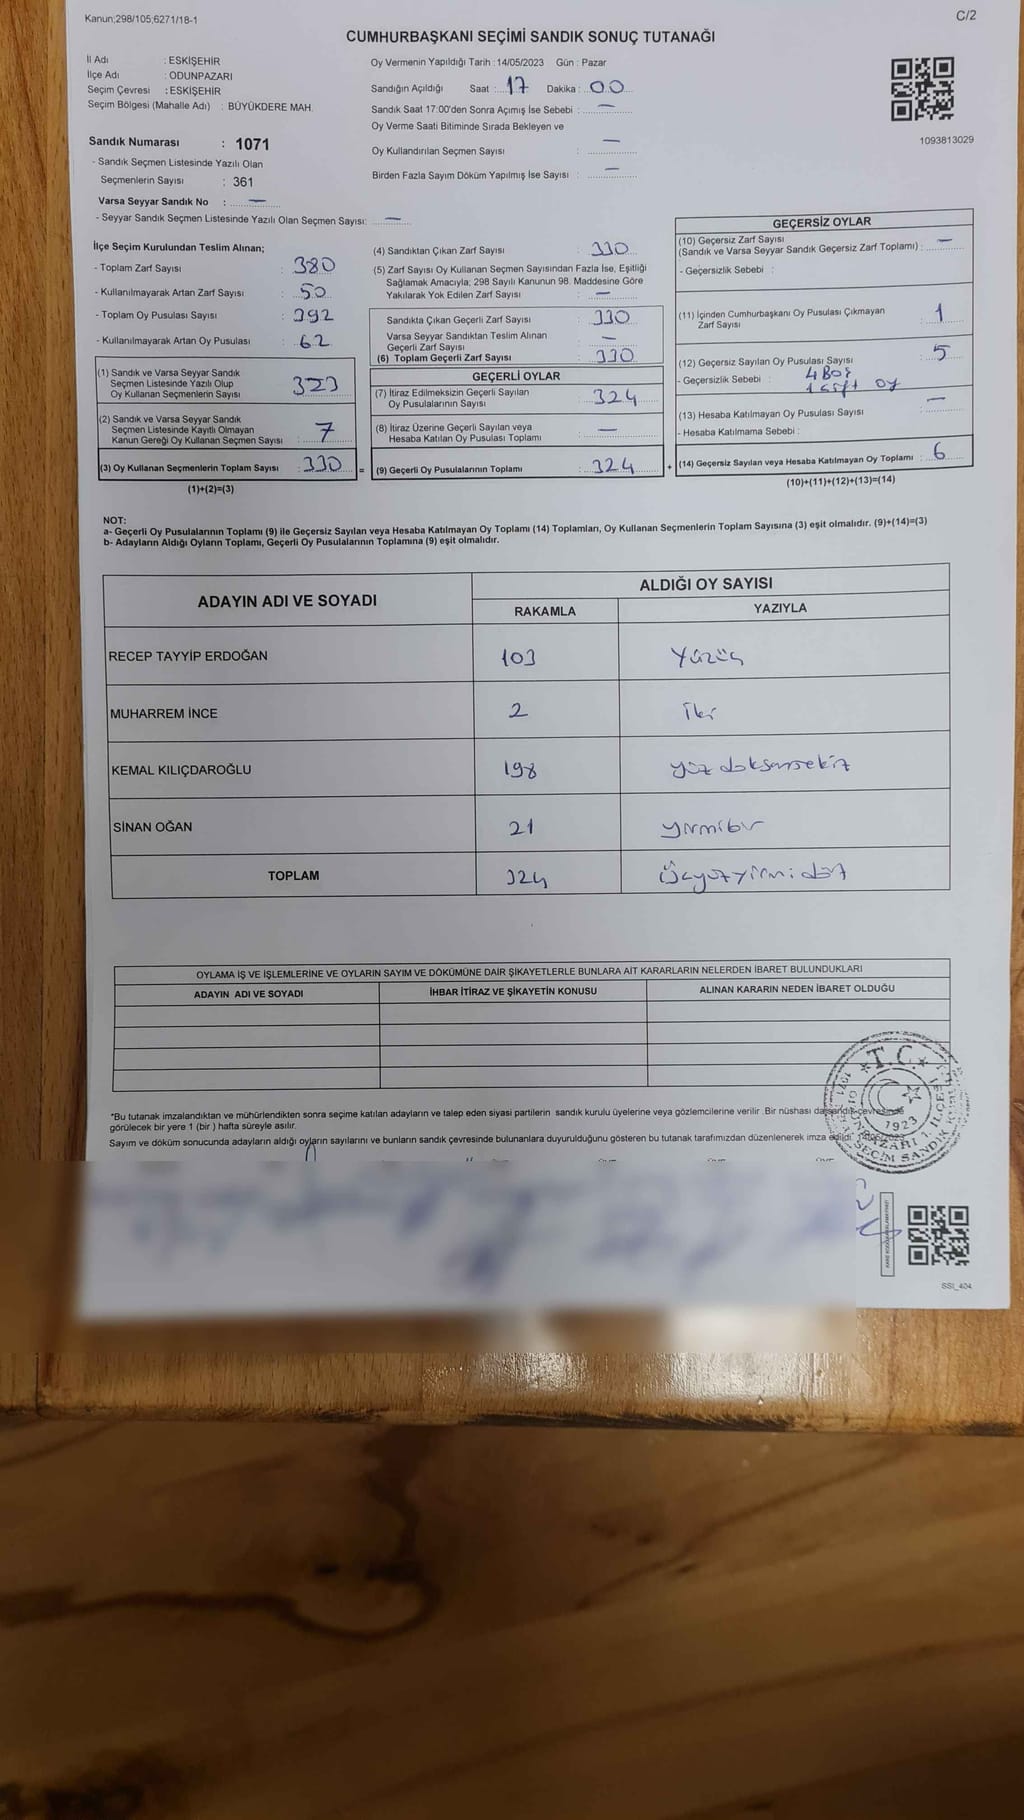 Kanun;298/105;6271/18-1
C/2
CUMHURBAŞKANI SEÇİMİ SANDIK SONUÇ TUTANAĞI
İl Adı : ESKİŞEHİR
İlçe Adı : ODUNPAZARI
Seçim Çevresi : ESKİŞEHİR
Seçim Bölgesi (Mahalle Adı) : BÜYÜKDERE MAH.
Oy Vermenin Yapıldığı Tarih : 14/05/2023 Gün : Pazar
Sandığın Açıldığı Saat : 17 Dakika : 00
Sandık Saat 17:00'den Sonra Açımış İse Sebebi : —
Oy Verme Saati Bitiminde Sırada Bekleyen ve
Oy Kullandırılan Seçmen Sayısı : —
Birden Fazla Sayım Döküm Yapılmış İse Sayısı : —
1093813029
Sandık Numarası : 1071
- Sandık Seçmen Listesinde Yazılı Olan
Seçmenlerin Sayısı : 361
Varsa Seyyar Sandık No : —
- Seyyar Sandık Seçmen Listesinde Yazılı Olan Seçmen Sayısı: —
İlçe Seçim Kurulundan Teslim Alınan;
- Toplam Zarf Sayısı : 380
- Kullanılmayarak Artan Zarf Sayısı : 50
- Toplam Oy Pusulası Sayısı : 392
- Kullanılmayarak Artan Oy Pusulası : 62
(1) Sandık ve Varsa Seyyar Sandık
Seçmen Listesinde Yazılı Olup
Oy Kullanan Seçmenlerin Sayısı 323
(2) Sandık ve Varsa Seyyar Sandık
Seçmen Listesinde Kayıtlı Olmayan
Kanun Gereği Oy Kullanan Seçmen Sayısı : 7
(3) Oy Kullanan Seçmenlerin Toplam Sayısı : 330 =
(1)+(2)=(3)
(4) Sandıktan Çıkan Zarf Sayısı : 330
(5) Zarf Sayısı Oy Kullanan Seçmen Sayısından Fazla İse, Eşitliği
Sağlamak Amacıyla; 298 Sayılı Kanunun 98. Maddesine Göre
Yakılarak Yok Edilen Zarf Sayısı : —
Sandıkta Çıkan Geçerli Zarf Sayısı : 330
Varsa Seyyar Sandıktan Teslim Alınan
Geçerli Zarf Sayısı : —
(6) Toplam Geçerli Zarf Sayısı : 330
GEÇERLİ OYLAR
(7) İtiraz Edilmeksizin Geçerli Sayılan
Oy Pusulalarının Sayısı : 324
(8) İtiraz Üzerine Geçerli Sayılan veya
Hesaba Katılan Oy Pusulası Toplamı : —
(9) Geçerli Oy Pusulalarının Toplamı : 324 +
GEÇERSİZ OYLAR
(10) Geçersiz Zarf Sayısı
(Sandık ve Varsa Seyyar Sandık Geçersiz Zarf Toplamı) : —
- Geçersizlik Sebebi :
(11) İçinden Cumhurbaşkanı Oy Pusulası Çıkmayan
Zarf Sayısı : 1
(12) Geçersiz Sayılan Oy Pusulası Sayısı : 5
- Geçersizlik Sebebi : 4 Boş
1 çift oy
(13) Hesaba Katılmayan Oy Pusulası Sayısı : —
- Hesaba Katılmama Sebebi :
(14) Geçersiz Sayılan veya Hesaba Katılmayan Oy Toplamı : 6
(10)+(11)+(12)+(13)=(14)
NOT:
a- Geçerli Oy Pusulalarının Toplamı (9) ile Geçersiz Sayılan veya Hesaba Katılmayan Oy Toplamı (14) Toplamları, Oy Kullanan Seçmenlerin Toplam Sayısına (3) eşit olmalıdır. (9)+(14)=(3)
b- Adayların Aldığı Oyların Toplamı, Geçerli Oy Pusulalarının Toplamına (9) eşit olmalıdır.
ADAYIN ADI VE SOYADI
ALDIĞI OY SAYISI
RAKAMLA YAZIYLA
RECEP TAYYİP ERDOĞAN 103 Yüzüç
MUHARREM İNCE 2 İki
KEMAL KILIÇDAROĞLU 198 yüz doksansekiz
SİNAN OĞAN 21 yirmibir
TOPLAM 324 Üçyüzyirmidört
OYLAMA İŞ VE İŞLEMLERİNE VE OYLARIN SAYIM VE DÖKÜMÜNE DAİR ŞİKAYETLERLE BUNLARA AİT KARARLARIN NELERDEN İBARET BULUNDUKLARI
ADAYIN ADI VE SOYADI İHBAR İTİRAZ VE ŞİKAYETİN KONUSU ALINAN KARARIN NEDEN İBARET OLDUĞU
*Bu tutanak imzalandıktan ve mühürlendikten sonra seçime katılan adayların ve talep eden siyasi partilerin sandık kurulu üyelerine veya gözlemcilerine verilir .Bir nüshası da sandık çevresinde
görülecek bir yere 1 (bir ) hafta süreyle asılır.
Sayım ve döküm sonucunda adayların aldığı oyların sayılarını ve bunların sandık çevresinde bulunanlara duyurulduğunu gösteren bu tutanak tarafımızdan düzenlenerek imza edildi.
T.C.
1923
SSI_404